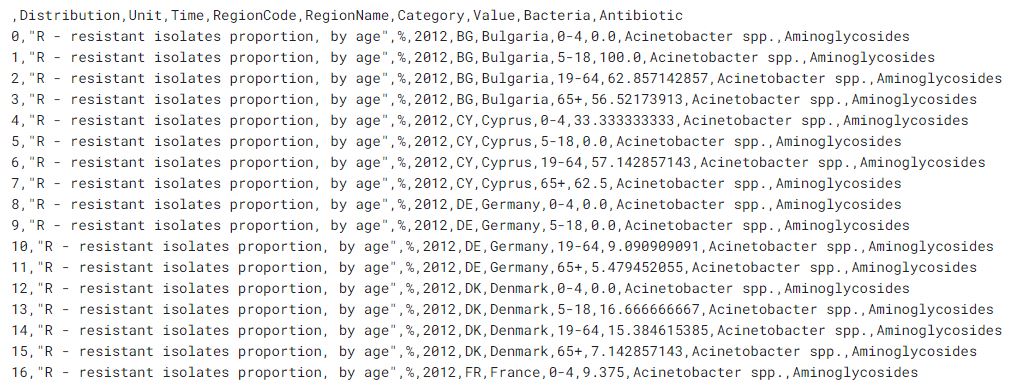 ,Distribution,Unit,Time,RegionCode,RegionName,Category,Value,Bacteria,Antibiotic
0,"R - resistant isolates proportion, by age",%,2012,BG,Bulgaria,0-4,0.0,Acinetobacter spp.,Aminoglycosides
1,"R - resistant isolates proportion, by age",%,2012,BG,Bulgaria,5-18,100.0,Acinetobacter spp.,Aminoglycosides
2,"R - resistant isolates proportion, by age",%,2012,BG,Bulgaria,19-64,62.857142857,Acinetobacter spp.,Aminoglycosides
3,"R - resistant isolates proportion, by age",%,2012,BG,Bulgaria,65+,56.52173913,Acinetobacter spp.,Aminoglycosides
4,"R - resistant isolates proportion, by age",%,2012,CY,Cyprus,0-4,33.333333333,Acinetobacter spp.,Aminoglycosides
5,"R - resistant isolates proportion, by age",%,2012,CY,Cyprus,5-18,0.0,Acinetobacter spp.,Aminoglycosides
6,"R - resistant isolates proportion, by age",%,2012,CY,Cyprus,19-64,57.142857143,Acinetobacter spp.,Aminoglycosides
7,"R - resistant isolates proportion, by age",%,2012,CY,Cyprus,65+,62.5,Acinetobacter spp.,Aminoglycosides
8,"R - resistant isolates proportion, by age",%,2012,DE,Germany,0-4,0.0,Acinetobacter spp.,Aminoglycosides
9,"R - resistant isolates proportion, by age",%,2012,DE,Germany,5-18,0.0,Acinetobacter spp.,Aminoglycosides
10,"R - resistant isolates proportion, by age",%,2012,DE,Germany,19-64,9.090909091,Acinetobacter spp.,Aminoglycosides
11,"R - resistant isolates proportion, by age",%,2012,DE,Germany,65+,5.479452055,Acinetobacter spp.,Aminoglycosides
12,"R - resistant isolates proportion, by age",%,2012,DK,Denmark,0-4,0.0,Acinetobacter spp.,Aminoglycosides
13,"R - resistant isolates proportion, by age",%,2012,DK,Denmark,5-18,16.666666667,Acinetobacter spp.,Aminoglycosides
14,"R - resistant isolates proportion, by age",%,2012,DK,Denmark,19-64,15.384615385,Acinetobacter spp.,Aminoglycosides
15,"R - resistant isolates proportion, by age",%,2012,DK,Denmark,65+,7.142857143,Acinetobacter spp.,Aminoglycosides
16,"R - resistant isolates proportion, by age",%,2012,FR,France,0-4,9.375,Acinetobacter spp.,Aminoglycosides